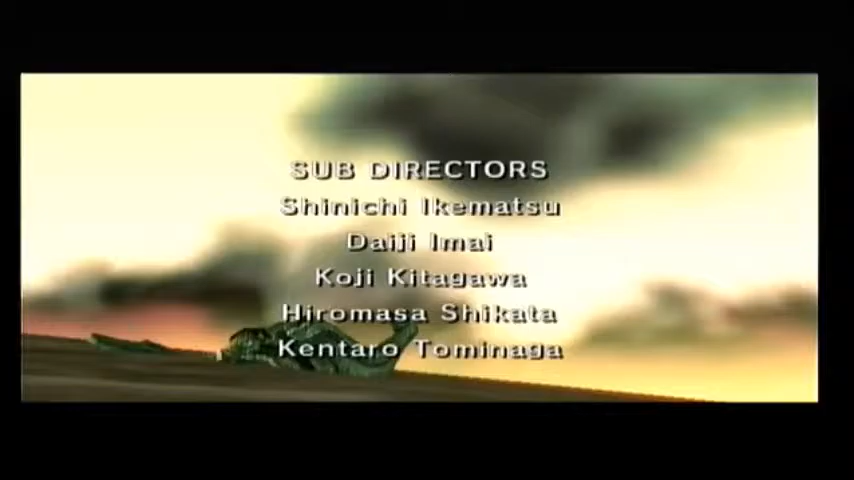 SUB DIRECTORS
Shinichi Ikematsu
Daiji Imai
Koji Kitagawa
Hiromasa Shikata
Kentaro Tominaga